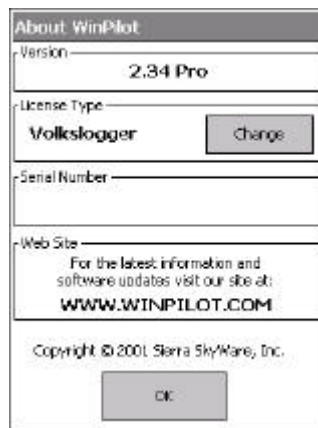 About WinPilot
Version
2.34 Pro
License Type
Volkslogger
Change
Serial Number
Web Site
For the latest information and
software updates visit our site at:
WWW.WINPILOT.COM
Copyright © 2001 Sierra SkyWare, Inc.
OK